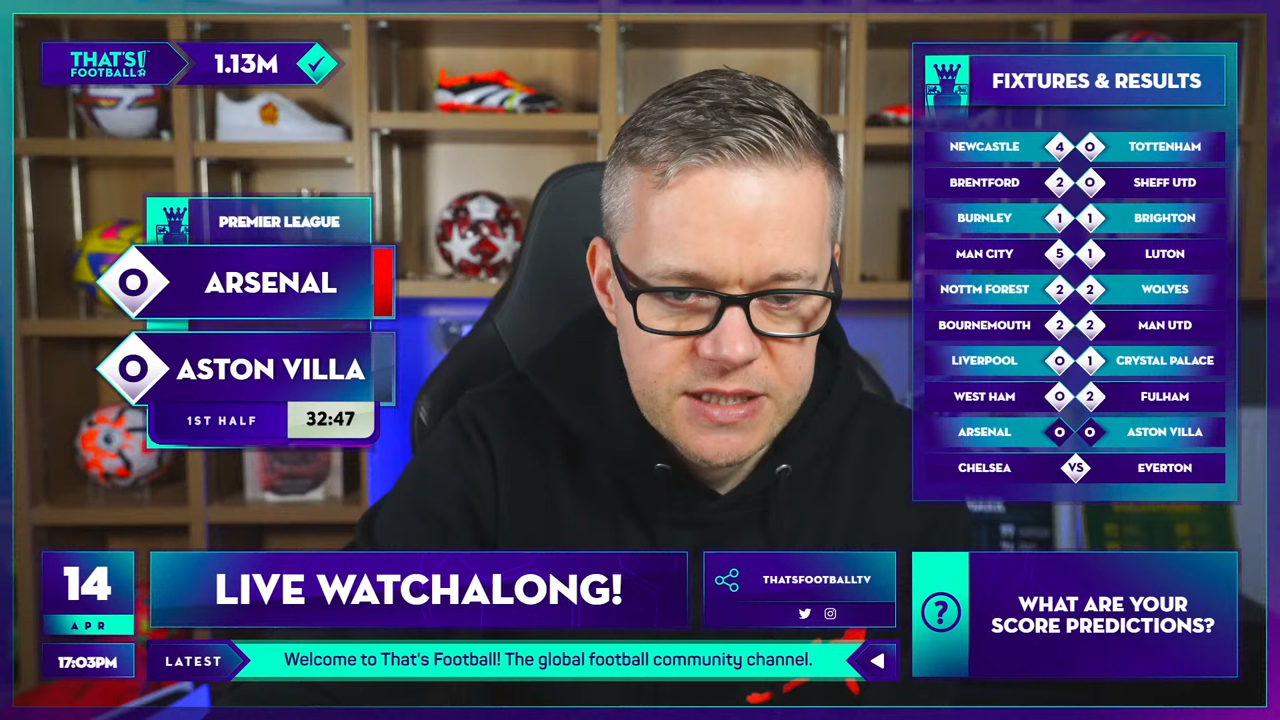 THAT'S!
FOOTBALL
1.13M
PREMIER LEAGUE
0 ARSENAL
0 ASTON VILLA
1ST HALF 32:47
FIXTURES & RESULTS
NEWCASTLE 4 0 TOTTENHAM
BRENTFORD 2 0 SHEFF UTD
BURNLEY 1 1 BRIGHTON
MAN CITY 5 1 LUTON
NOTTM FOREST 2 2 WOLVES
BOURNEMOUTH 2 2 MAN UTD
LIVERPOOL 0 1 CRYSTAL PALACE
WEST HAM 0 2 FULHAM
ARSENAL 0 0 ASTON VILLA
CHELSEA VS EVERTON
14
APR
17:03PM
LIVE WATCHALONG!
THATSFOOTBALLTV
LATEST
Welcome to That's Football! The global football community channel.
?
WHAT ARE YOUR
SCORE PREDICTIONS?